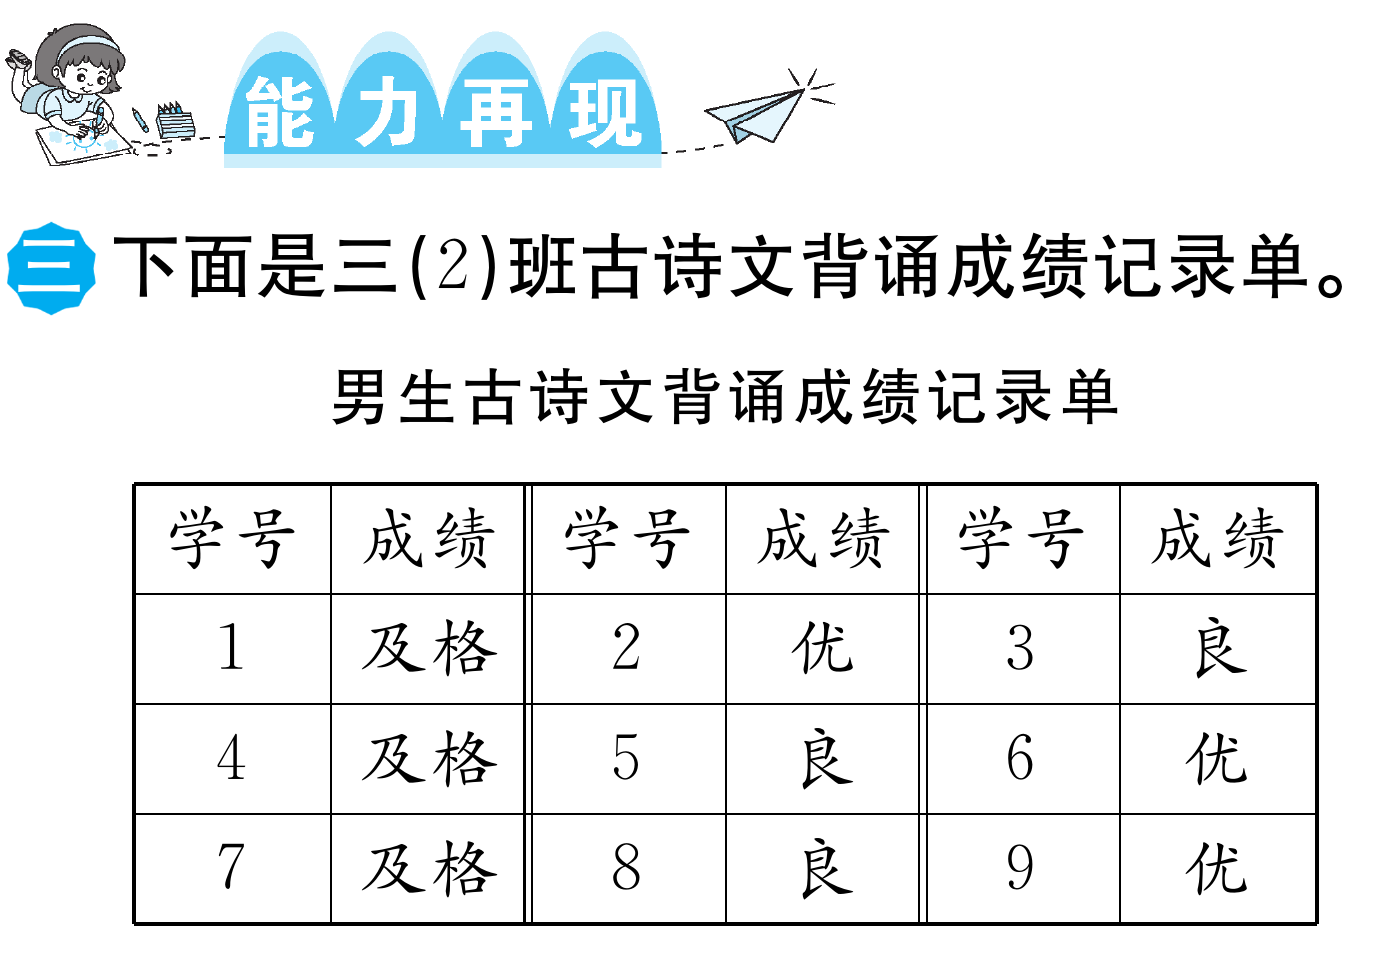 能力再现
三 下面是三(2)班古诗文背诵成绩记录单。
男生古诗文背诵成绩记录单
学号 成绩 学号 成绩 学号 成绩
1 及格 2 优 3 良
4 及格 5 良 6 优
7 及格 8 良 9 优